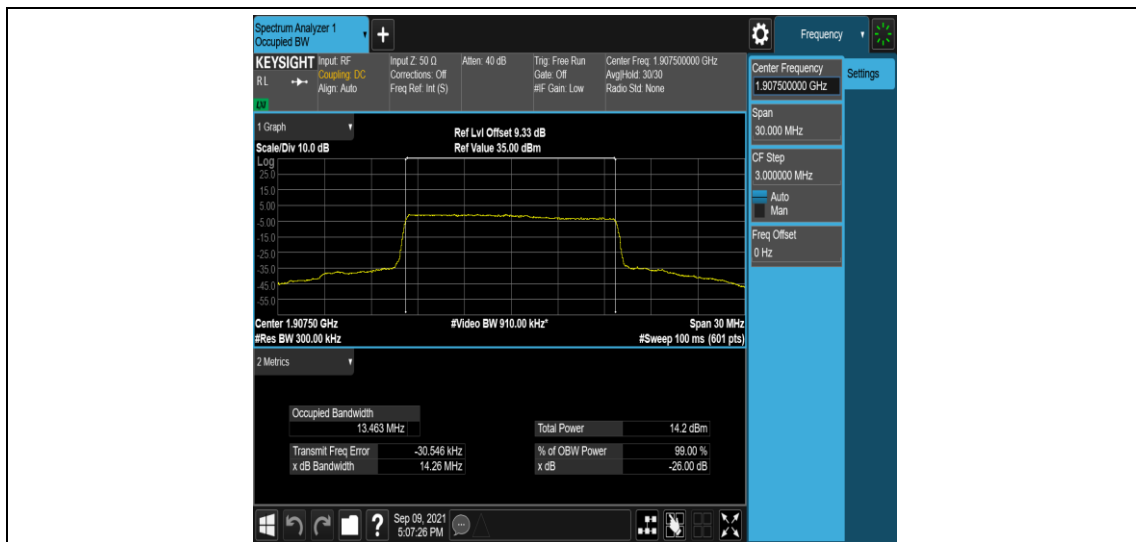 Spectrum Analyzer 1
Occupied BW
+
Frequency
KEYSIGHT
R L
LXI
Input: RF
Coupling: DC
Align: Auto
Input Z: 50 Ω
Corrections: Off
Freq Ref: Int (S)
Atten: 40 dB
Trig: Free Run
Gate: Off
#IF Gain: Low
Center Freq: 1.907500000 GHz
Avg|Hold: 30/30
Radio Std: None
Center Frequency
1.907500000 GHz
Settings
Span
30.000 MHz
CF Step
3.000000 MHz
Auto
Man
Freq Offset
0 Hz
1 Graph
Ref Lvl Offset 9.33 dB
Scale/Div 10.0 dB
Ref Value 35.00 dBm
Log
25.0
15.0
5.00
-5.00
-15.0
-25.0
-35.0
-45.0
-55.0
Center 1.90750 GHz
#Video BW 910.00 kHz*
Span 30 MHz
#Res BW 300.00 kHz
#Sweep 100 ms (601 pts)
2 Metrics
Occupied Bandwidth
13.463 MHz
Total Power 14.2 dBm
Transmit Freq Error -30.546 kHz
% of OBW Power 99.00 %
x dB Bandwidth 14.26 MHz
x dB -26.00 dB
?
Sep 09, 2021
5:07:26 PM